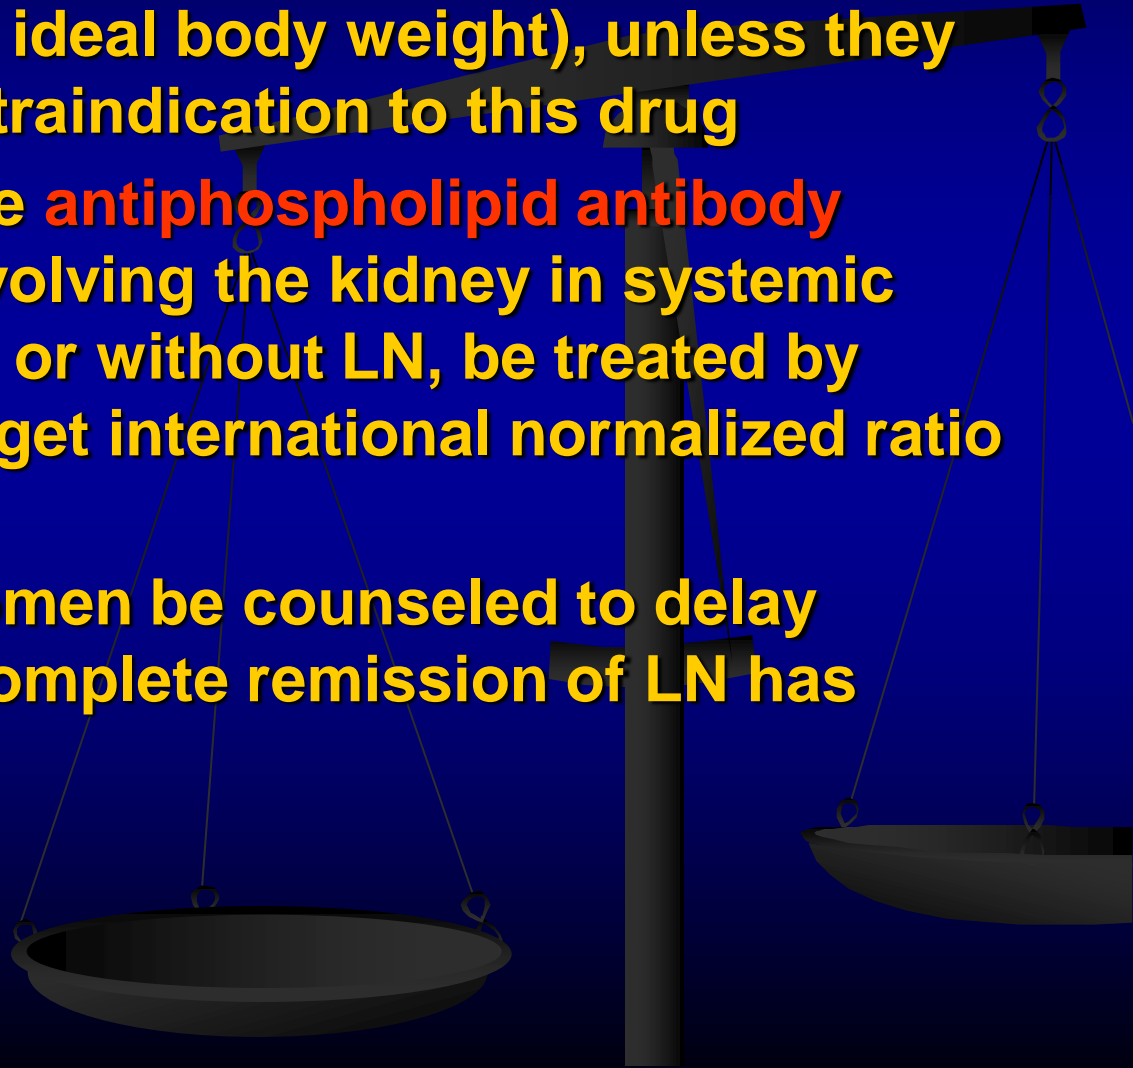 ideal body weight), unless they
traindication to this drug
e antiphospholipid antibody
volving the kidney in systemic
or without LN, be treated by
get international normalized ratio
men be counseled to delay
omplete remission of LN has